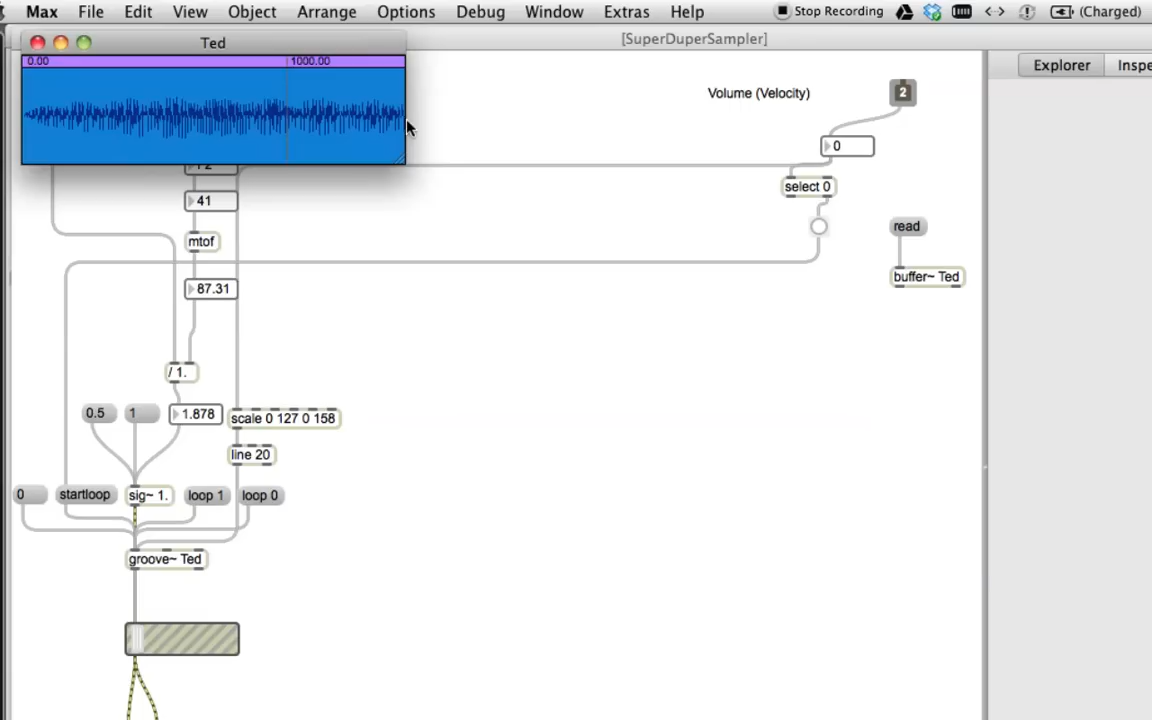 Max File Edit View Object Arrange Options Debug Window Extras Help Stop Recording <··> (Charged)
Ted
[SuperDuperSampler]
0.00 1000.00
Explorer Inspe
Volume (Velocity)
2
0
select 0
41
read
mtof
buffer~ Ted
87.31
/ 1.
0.5 1 1.878 scale 0 127 0 158
line 20
0 startloop sig~ 1. loop 1 loop 0
groove~ Ted